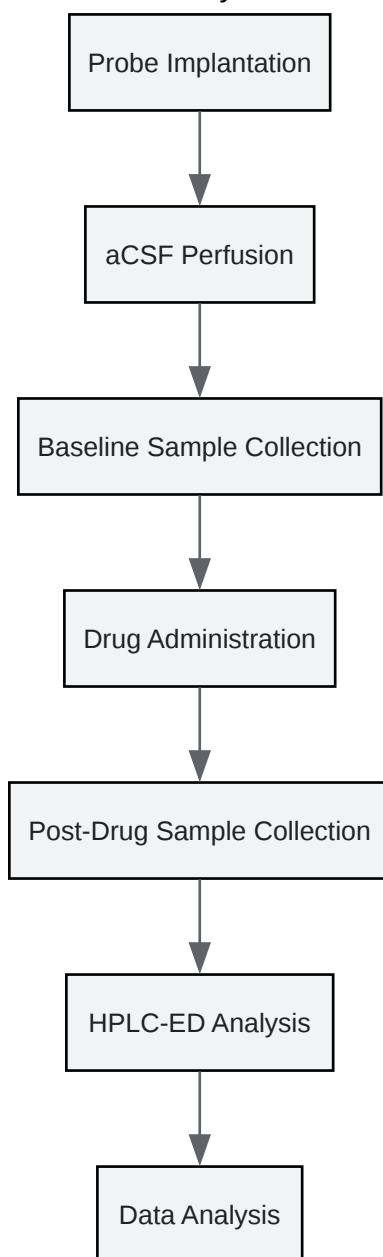 Probe Implantation
aCSF Perfusion
Baseline Sample Collection
Drug Administration
Post-Drug Sample Collection
HPLC-ED Analysis
Data Analysis